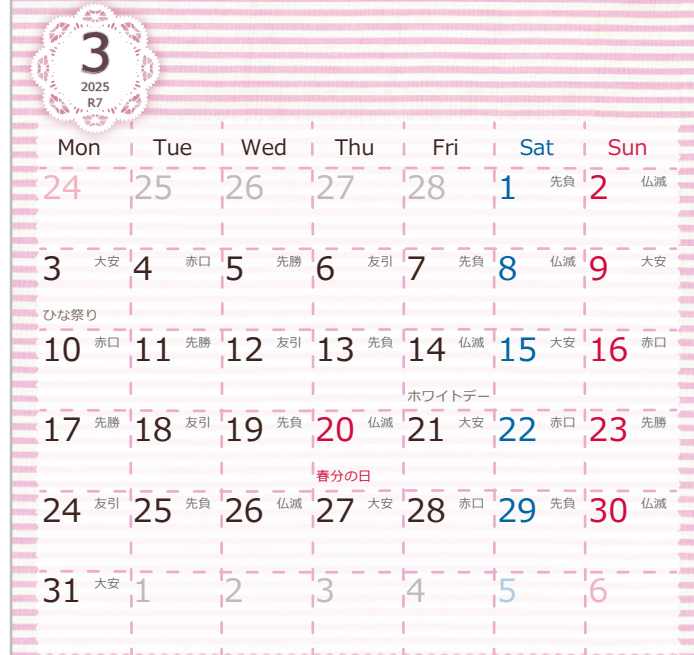 3
2025
R7
Mon Tue Wed Thu Fri Sat Sun
24 25 26 27 28 1 先負 2 仏滅
3 大安 4 赤口 5 先勝 6 友引 7 先負 8 仏滅 9 大安
ひな祭り
10 赤口 11 先勝 12 友引 13 先負 14 仏滅 15 大安 16 赤口
ホワイトデー
17 先勝 18 友引 19 先負 20 仏滅 21 大安 22 赤口 23 先勝
春分の日
24 友引 25 先負 26 仏滅 27 大安 28 赤口 29 先負 30 仏滅
31 大安 1 2 3 4 5 6